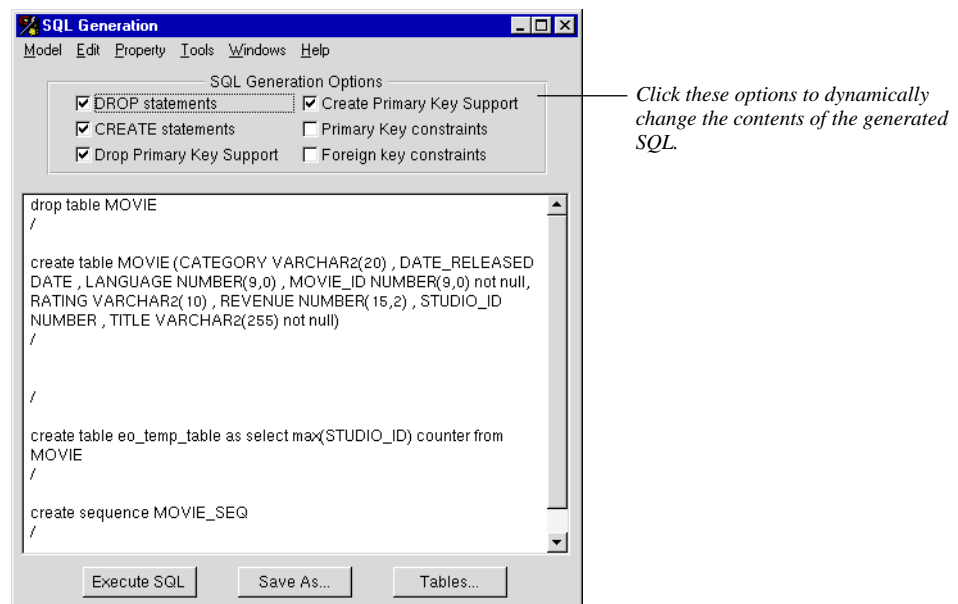 SQL Generation
Model Edit Property Tools Windows Help
SQL Generation Options
DROP statements
Create Primary Key Support
CREATE statements
Primary Key constraints
Drop Primary Key Support
Foreign key constraints
Click these options to dynamically
change the contents of the generated
SQL.
drop table MOVIE
/
create table MOVIE (CATEGORY VARCHAR2(20) , DATE_RELEASED
DATE , LANGUAGE NUMBER(9,0) , MOVIE_ID NUMBER(9,0) not null,
RATING VARCHAR2(10) , REVENUE NUMBER(15,2) , STUDIO_ID
NUMBER , TITLE VARCHAR2(255) not null)
/
/
create table eo_temp_table as select max(STUDIO_ID) counter from
MOVIE
/
create sequence MOVIE_SEQ
/
Execute SQL
Save As...
Tables...